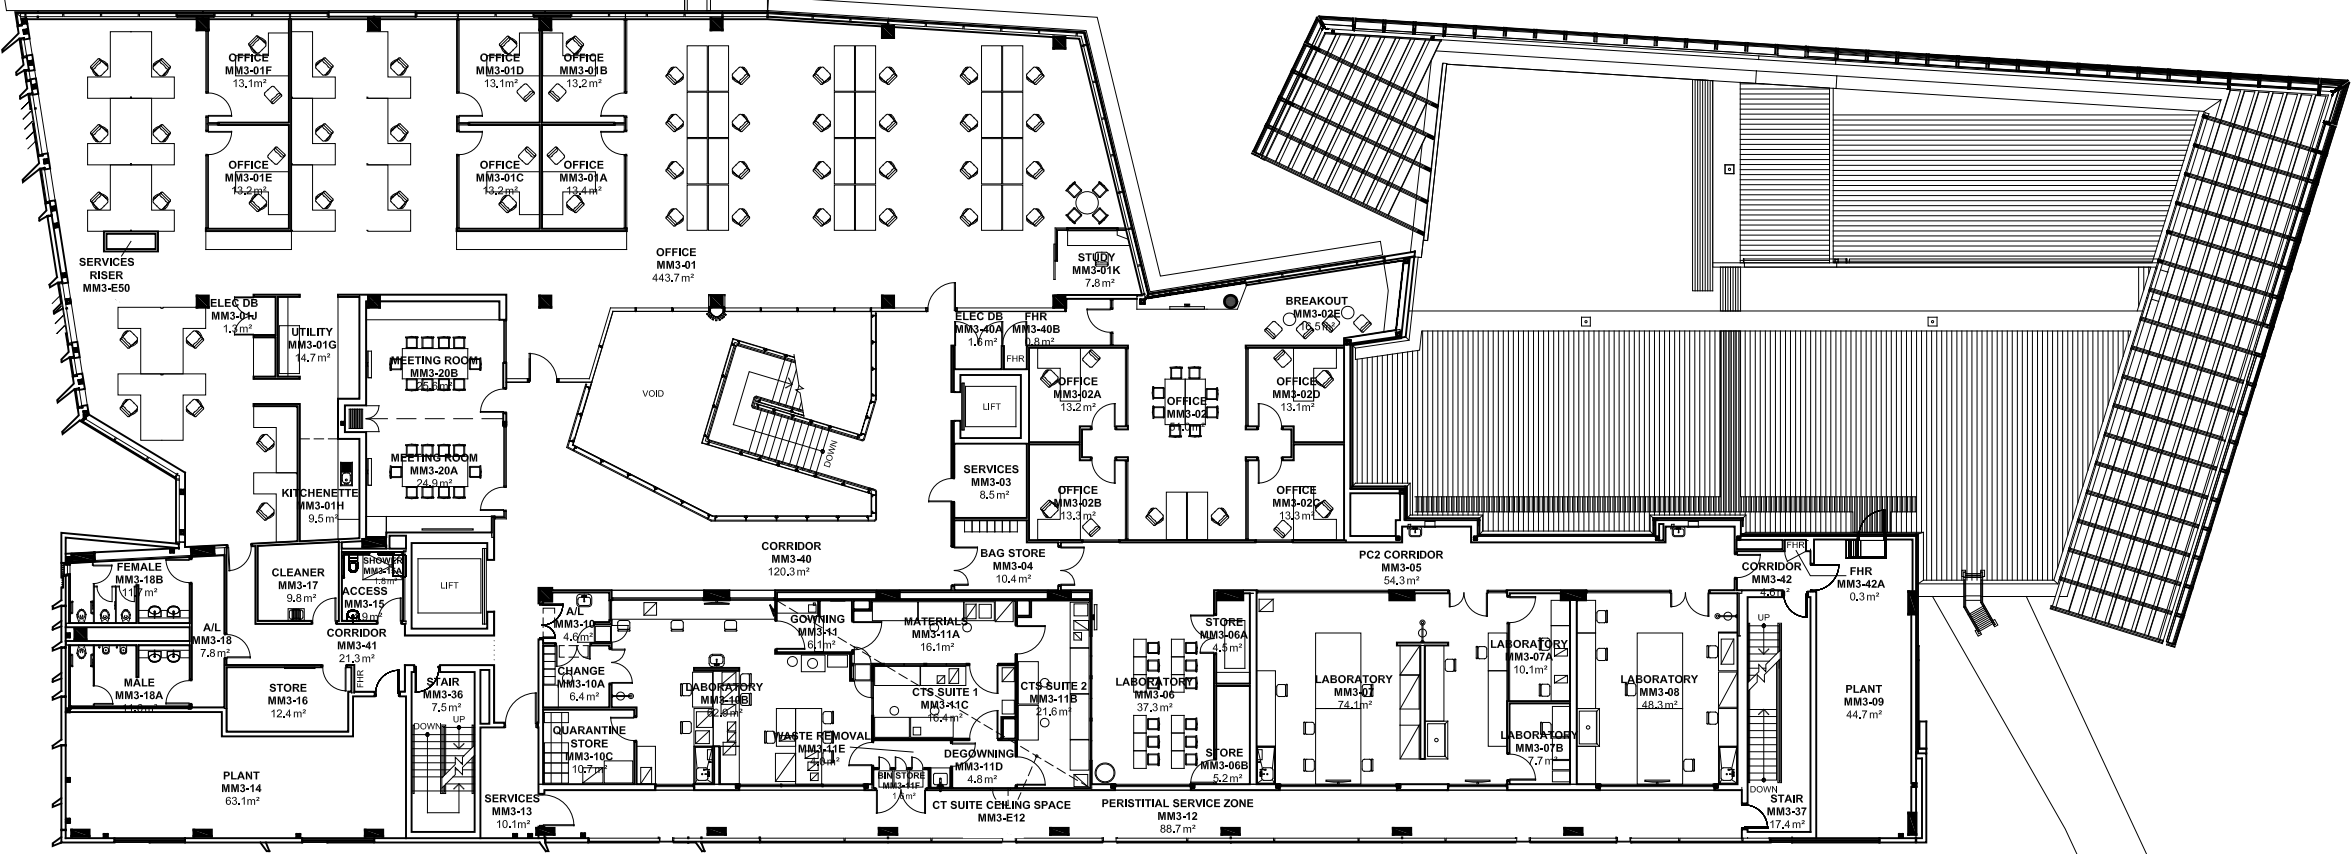 OFFICE
MM3-01F
13.1m²
OFFICE
MM3-01D
13.1m²
OFFICE
MM3-01B
13.2m²
OFFICE
MM3-01E
13.2m²
OFFICE
MM3-01C
13.2m²
OFFICE
MM3-01A
13.4m²
SERVICES
RISER
MM3-E50
OFFICE
MM3-01
443.7m²
STUDY
MM3-01K
7.8m²
ELEC DB
MM3-01J
1.3m²
UTILITY
MM3-01G
14.7m²
MEETING ROOM
MM3-20B
25.6m²
VOID
DOWN
ELEC DB
MM3-40A
1.6m²
FHR
MM3-40B
0.8m²
FHR
BREAKOUT
MM3-02E
16.5m²
OFFICE
MM3-02A
13.2m²
OFFICE
MM3-02
OFFICE
MM3-02D
13.1m²
LIFT
MEETING ROOM
MM3-20A
24.9m²
KITCHENETTE
MM3-01H
9.5m²
SERVICES
MM3-03
8.5m²
OFFICE
MM3-02B
13.3m²
OFFICE
MM3-02C
13.3m²
CORRIDOR
MM3-40
120.3m²
BAG STORE
MM3-04
10.4m²
PC2 CORRIDOR
MM3-05
54.3m²
FHR
CORRIDOR
MM3-42
4.6m²
FHR
MM3-42A
0.3m²
FEMALE
MM3-18B
11.7m²
CLEANER
MM3-17
9.8m²
SHOWER
MM3-15A
1.8m²
ACCESS
MM3-15
LIFT
A/L
MM3-18
7.8m²
CORRIDOR
MM3-41
21.3m²
MALE
MM3-18A
STORE
MM3-16
12.4m²
FHR
STAIR
MM3-36
7.5m²
DOWN
UP
PLANT
MM3-14
63.1m²
SERVICES
MM3-13
10.1m²
A/L
MM3-10
4.6m²
CHANGE
MM3-10A
6.4m²
QUARANTINE
STORE
MM3-10C
10.7m²
LABORATORY
MM3-10B
GOWNING
MM3-11
6.1m²
MATERIALS
MM3-11A
16.1m²
CTS SUITE 1
MM3-11C
16.4m²
CTS SUITE 2
MM3-11B
21.6m²
WASTE REMOVAL
MM3-11E
DEGOWNING
MM3-11D
4.8m²
BIN STORE
MM3-11F
CT SUITE CEILING SPACE
MM3-E12
LABORATORY
MM3-06
37.3m²
STORE
MM3-06A
4.5m²
STORE
MM3-06B
5.2m²
PERISTITIAL SERVICE ZONE
MM3-12
88.7m²
LABORATORY
MM3-07
74.1m²
LABORATORY
MM3-07A
10.1m²
LABORATORY
MM3-07B
7.7m²
LABORATORY
MM3-08
48.3m²
UP
DOWN
STAIR
MM3-37
17.4m²
PLANT
MM3-09
44.7m²